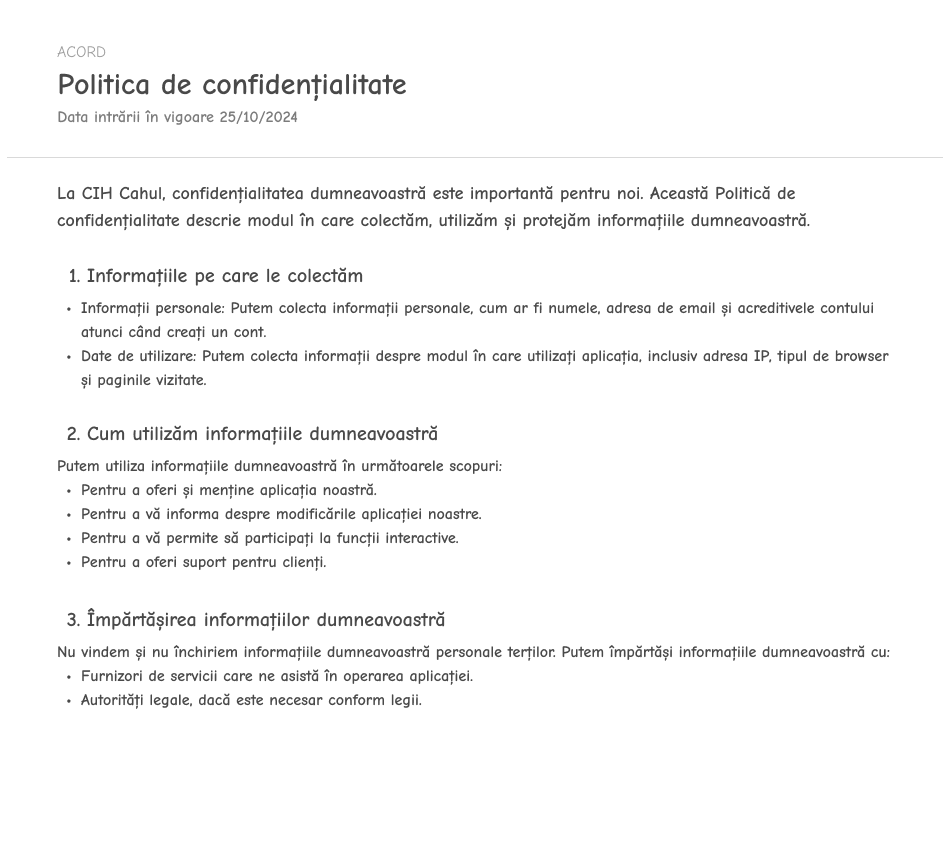 ACORD
Politica de confidențialitate
Data intrării în vigoare 25/10/2024
La CIH Cahul, confidențialitatea dumneavoastră este importantă pentru noi. Această Politică de
confidențialitate descrie modul în care colectăm, utilizăm și protejăm informațiile dumneavoastră.
1. Informațiile pe care le colectăm
• Informații personale: Putem colecta informații personale, cum ar fi numele, adresa de email și acreditivele contului
atunci când creați un cont.
• Date de utilizare: Putem colecta informații despre modul în care utilizați aplicația, inclusiv adresa IP, tipul de browser
și paginile vizitate.
2. Cum utilizăm informațiile dumneavoastră
Putem utiliza informațiile dumneavoastră în următoarele scopuri:
• Pentru a oferi și menține aplicația noastră.
• Pentru a vă informa despre modificările aplicației noastre.
• Pentru a vă permite să participați la funcții interactive.
• Pentru a oferi suport pentru clienți.
3. Împărtășirea informațiilor dumneavoastră
Nu vindem și nu închiriem informațiile dumneavoastră personale terților. Putem împărtăși informațiile dumneavoastră cu:
• Furnizori de servicii care ne asistă în operarea aplicației.
• Autorități legale, dacă este necesar conform legii.